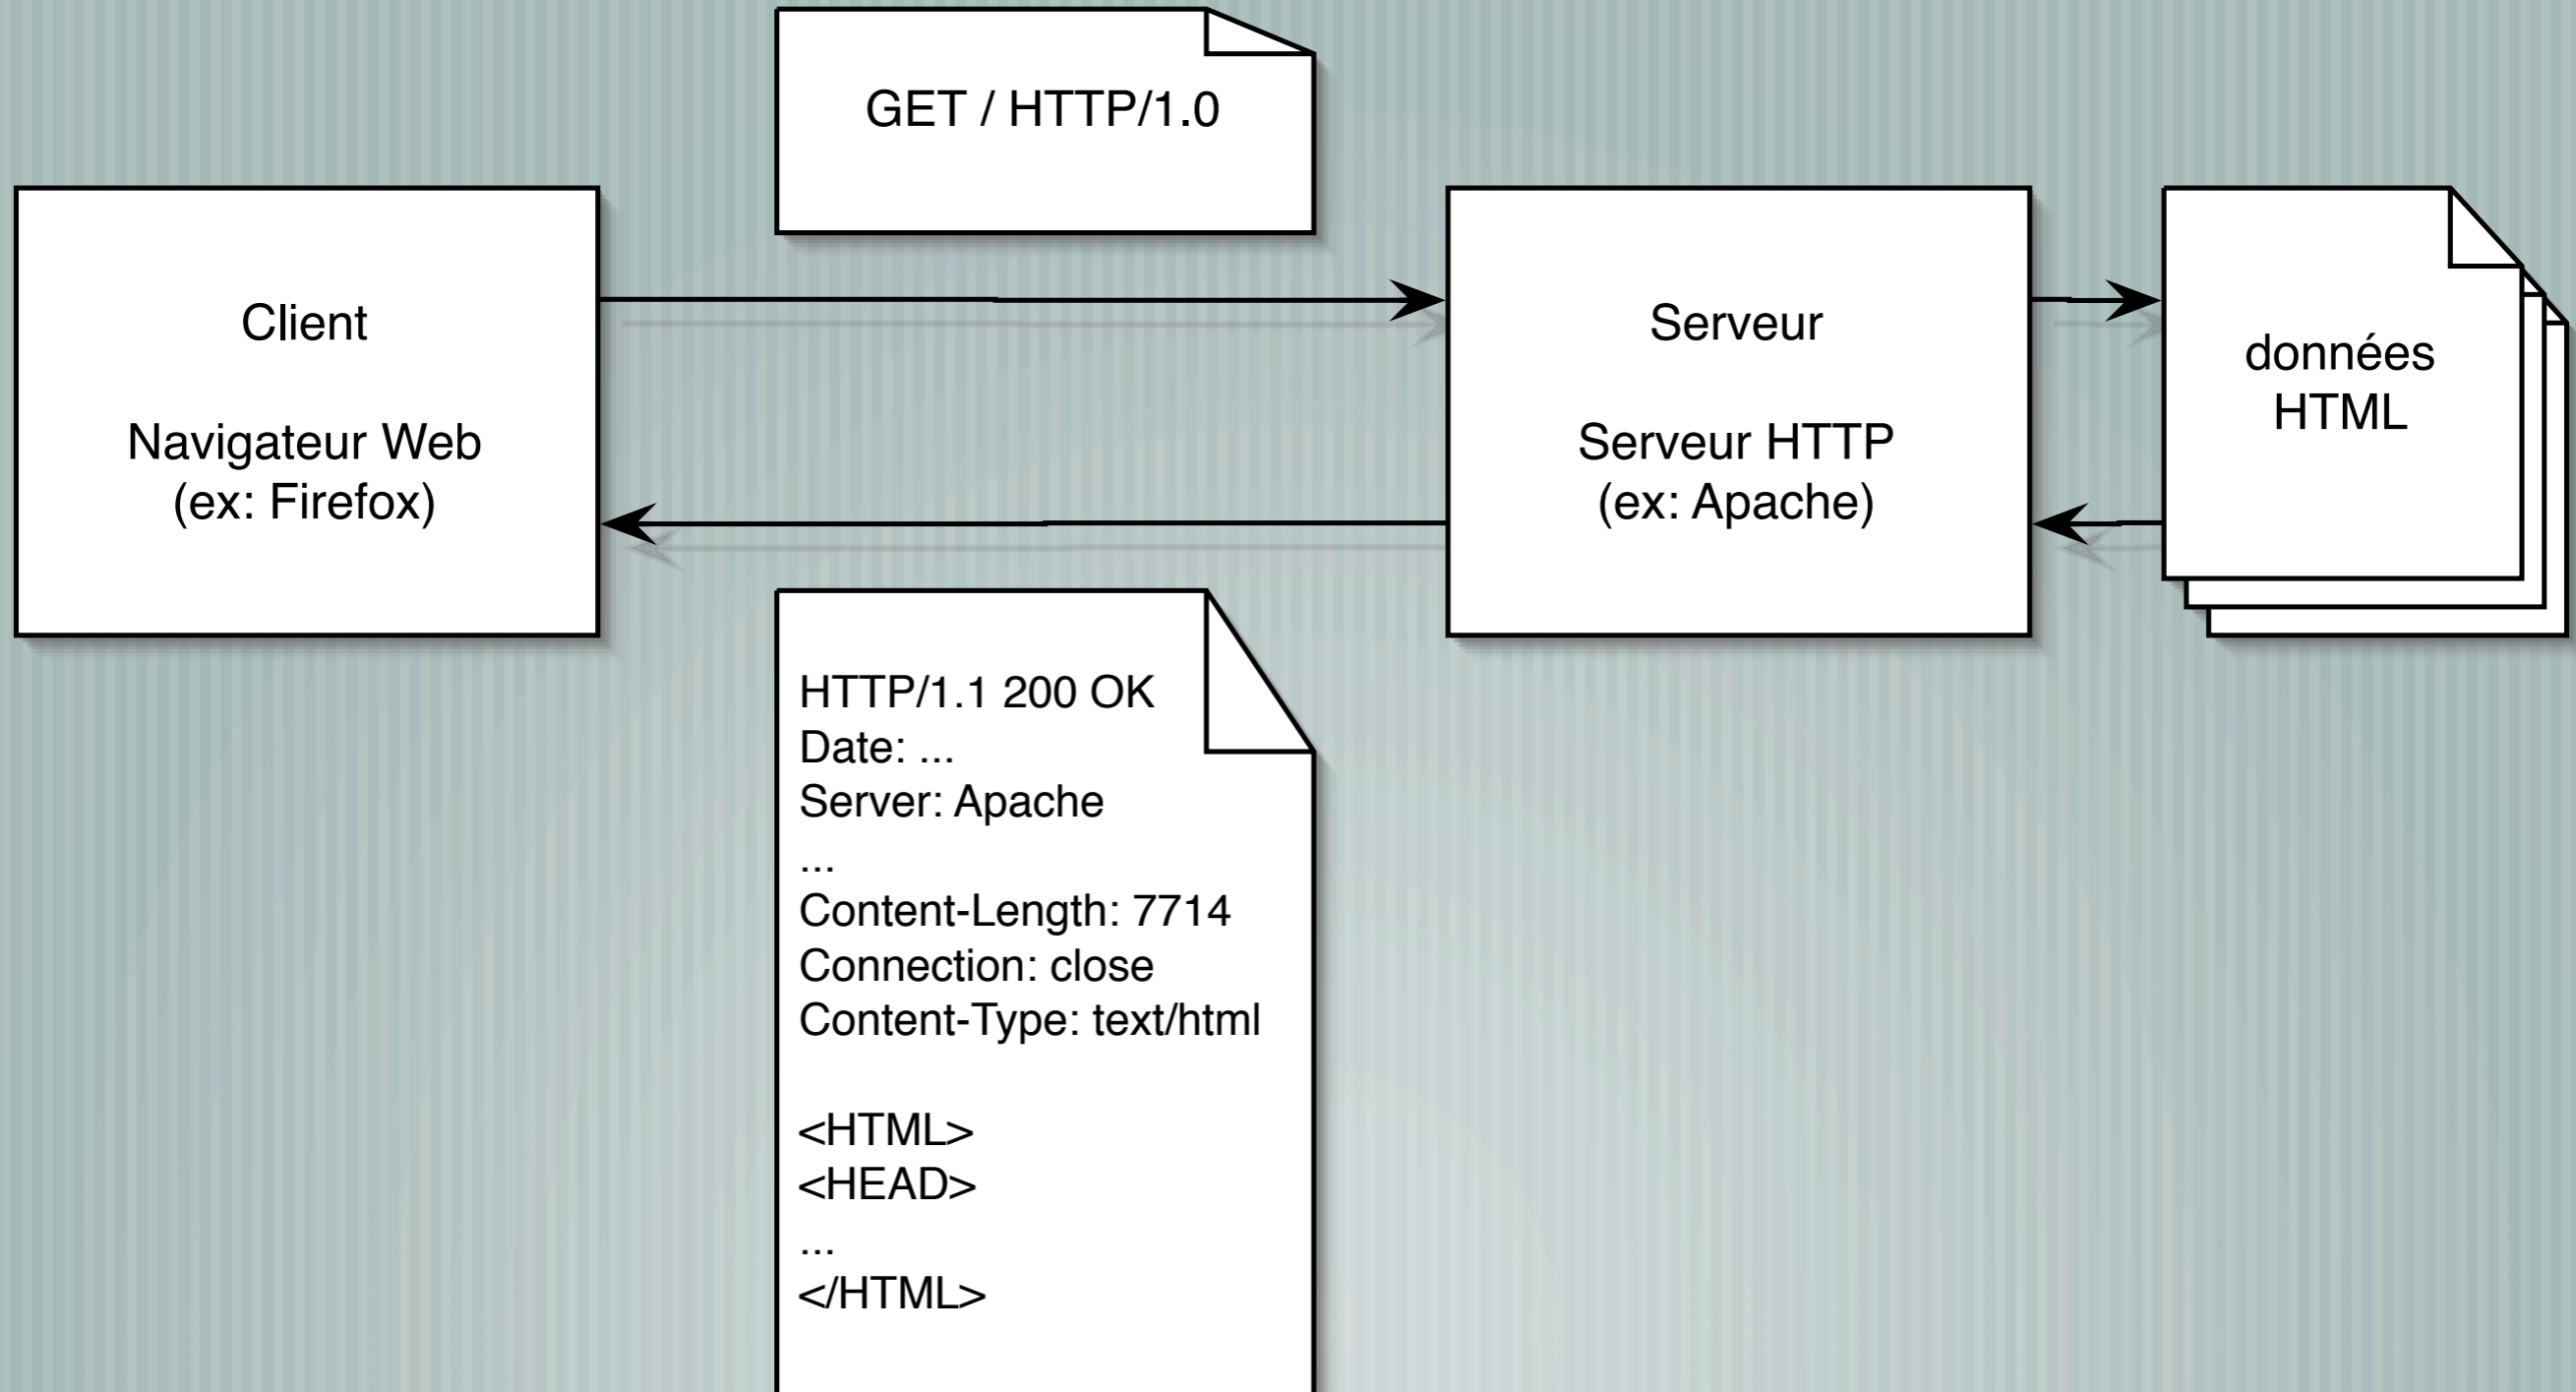 GET / HTTP/1.0
Client
Navigateur Web
(ex: Firefox)
Serveur
Serveur HTTP
(ex: Apache)
données
HTML
HTTP/1.1 200 OK
Date: ...
Server: Apache
...
Content-Length: 7714
Connection: close
Content-Type: text/html
<HTML>
<HEAD>
...
</HTML>